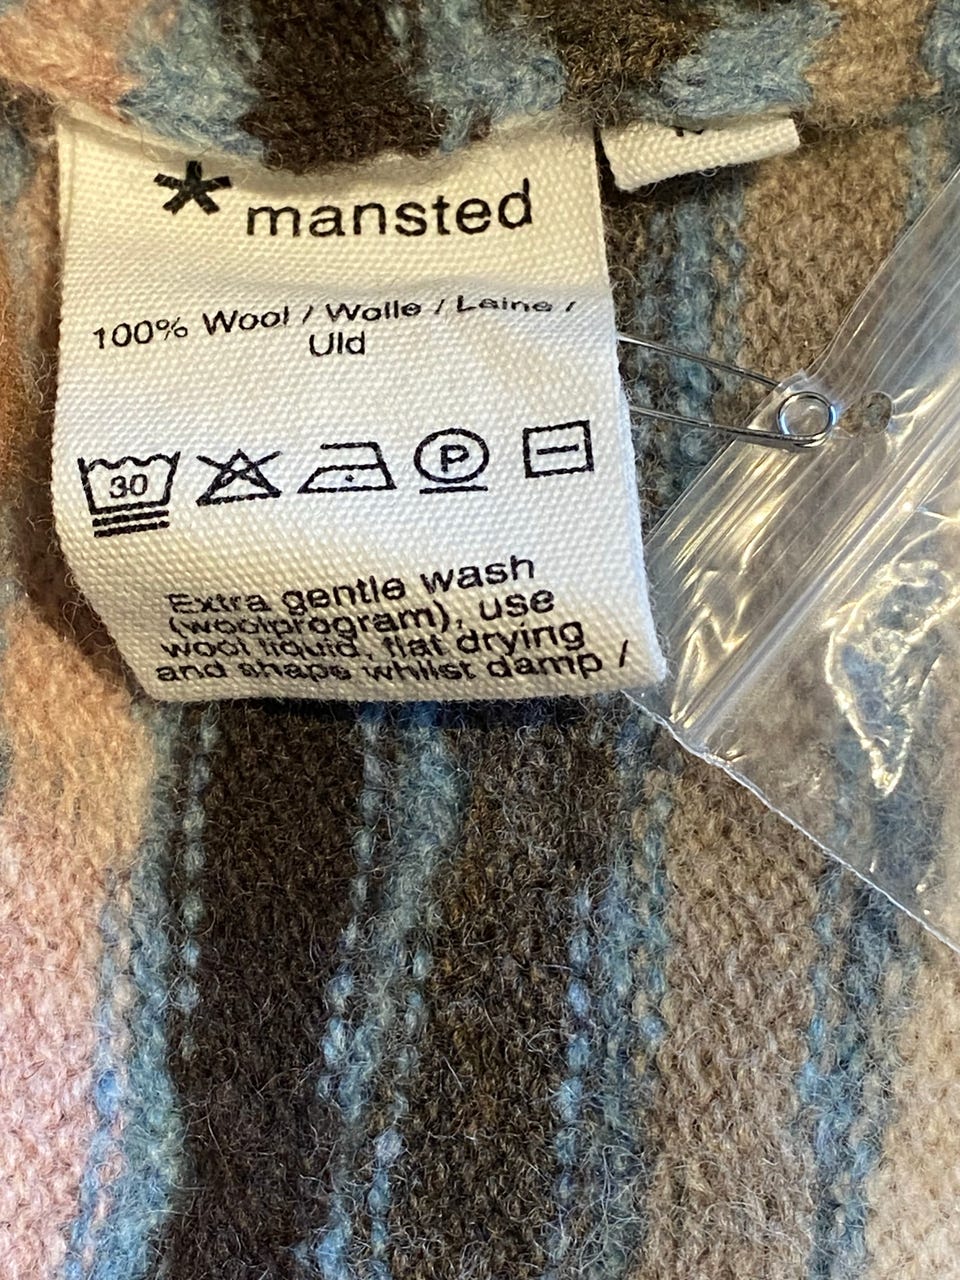 * mansted
100% Wool / Wolle / Laine /
Uld
30 P
Extra gentle wash
(woolprogram), use
wool liquid, flat drying
and shape whilst damp /